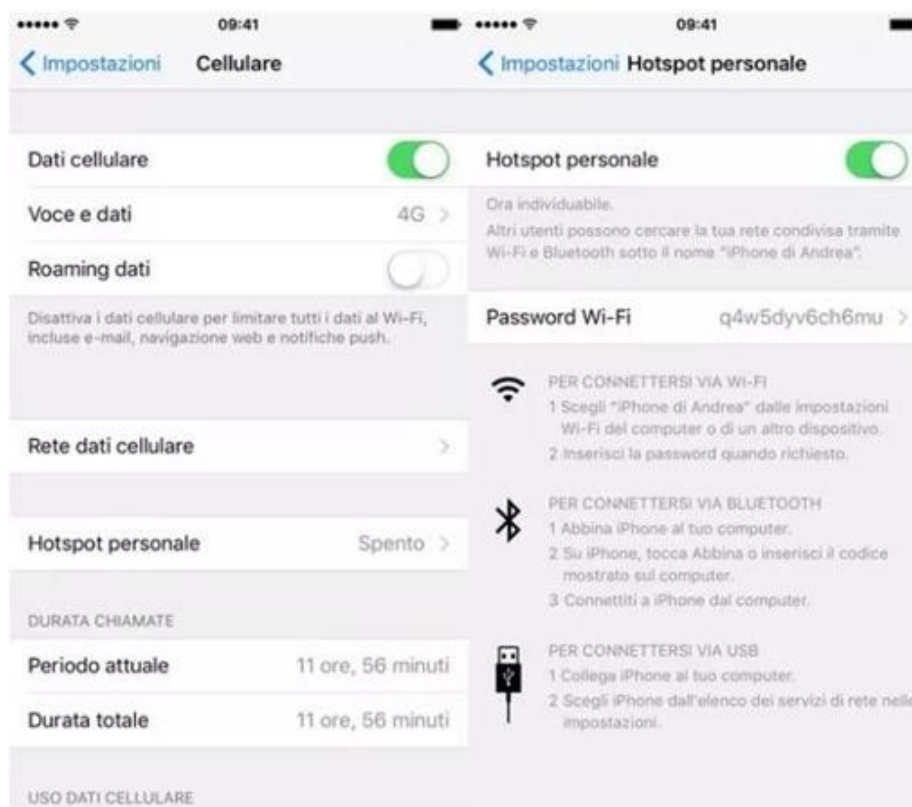 09:41
Impostazioni Cellulare
Dati cellulare
Voce e dati 4G
Roaming dati
Disattiva i dati cellulare per limitare tutti i dati al Wi-Fi,
incluse e-mail, navigazione web e notifiche push.
Rete dati cellulare
Hotspot personale Spento
DURATA CHIAMATE
Periodo attuale 11 ore, 56 minuti
Durata totale 11 ore, 56 minuti
USO DATI CELLULARE
09:41
Impostazioni Hotspot personale
Hotspot personale
Ora individuabile.
Altri utenti possono cercare la tua rete condivisa tramite
Wi-Fi e Bluetooth sotto il nome "iPhone di Andrea".
Password Wi-Fi q4w5dyv6ch6mu
PER CONNETTERSI VIA WI-FI
1 Scegli "iPhone di Andrea" dalle impostazioni
Wi-Fi del computer o di un altro dispositivo.
2 Inserisci la password quando richiesto.
PER CONNETTERSI VIA BLUETOOTH
1 Abbina iPhone al tuo computer.
2 Su iPhone, tocca Abbina o inserisci il codice
mostrato sul computer.
3 Connettiti a iPhone dal computer.
PER CONNETTERSI VIA USB
1 Collega iPhone al tuo computer.
2 Scegli iPhone dall'elenco dei servizi di rete nelle
impostazioni.